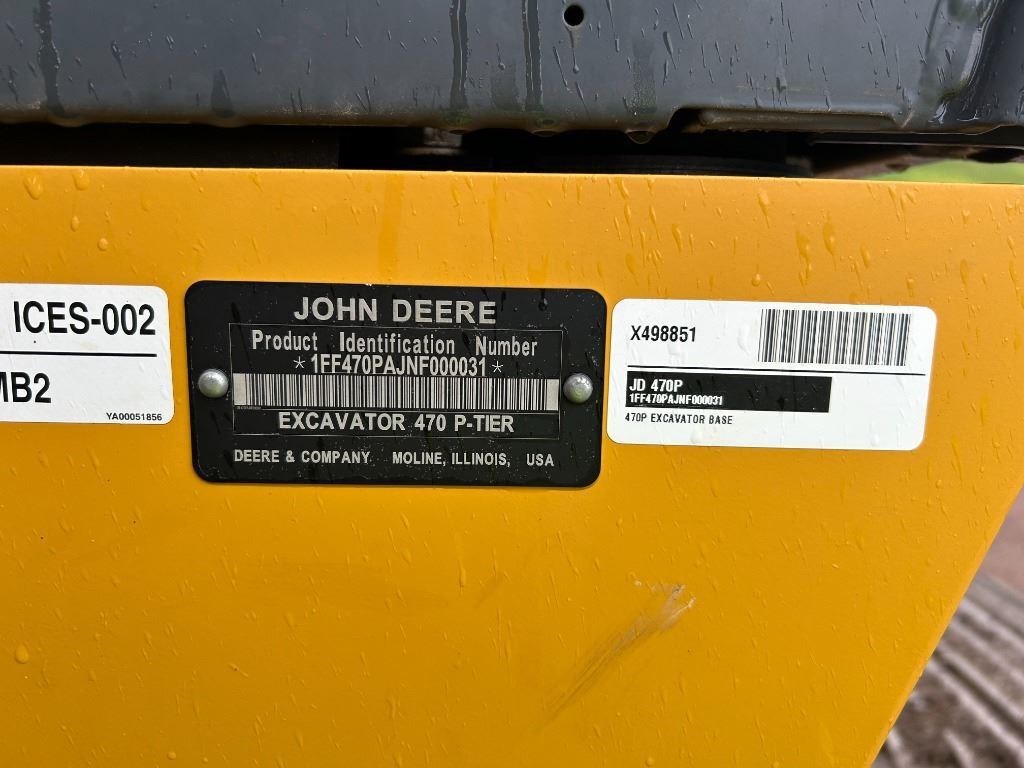 ICES-002
MB2
YA00051856
JOHN DEERE
Product Identification Number
*1FF470PAJNF000031*
EXCAVATOR 470 P-TIER
DEERE & COMPANY MOLINE, ILLINOIS, USA
X498851
JD 470P
1FF470PAJNF000031
470P EXCAVATOR BASE